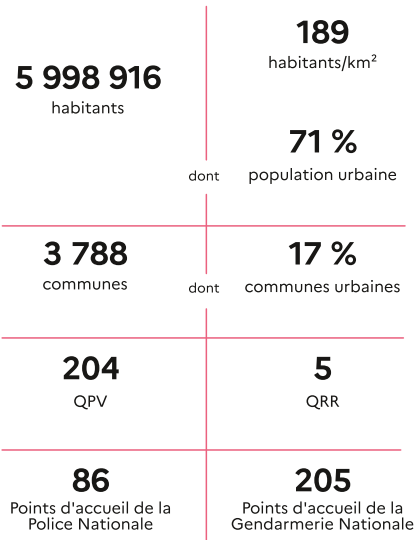 5 998 916
habitants
189
habitants/km²
dont
71 %
population urbaine
3 788
communes
dont
17 %
communes urbaines
204
QPV
5
QRR
86
Points d'accueil de la
Police Nationale
205
Points d'accueil de la
Gendarmerie Nationale